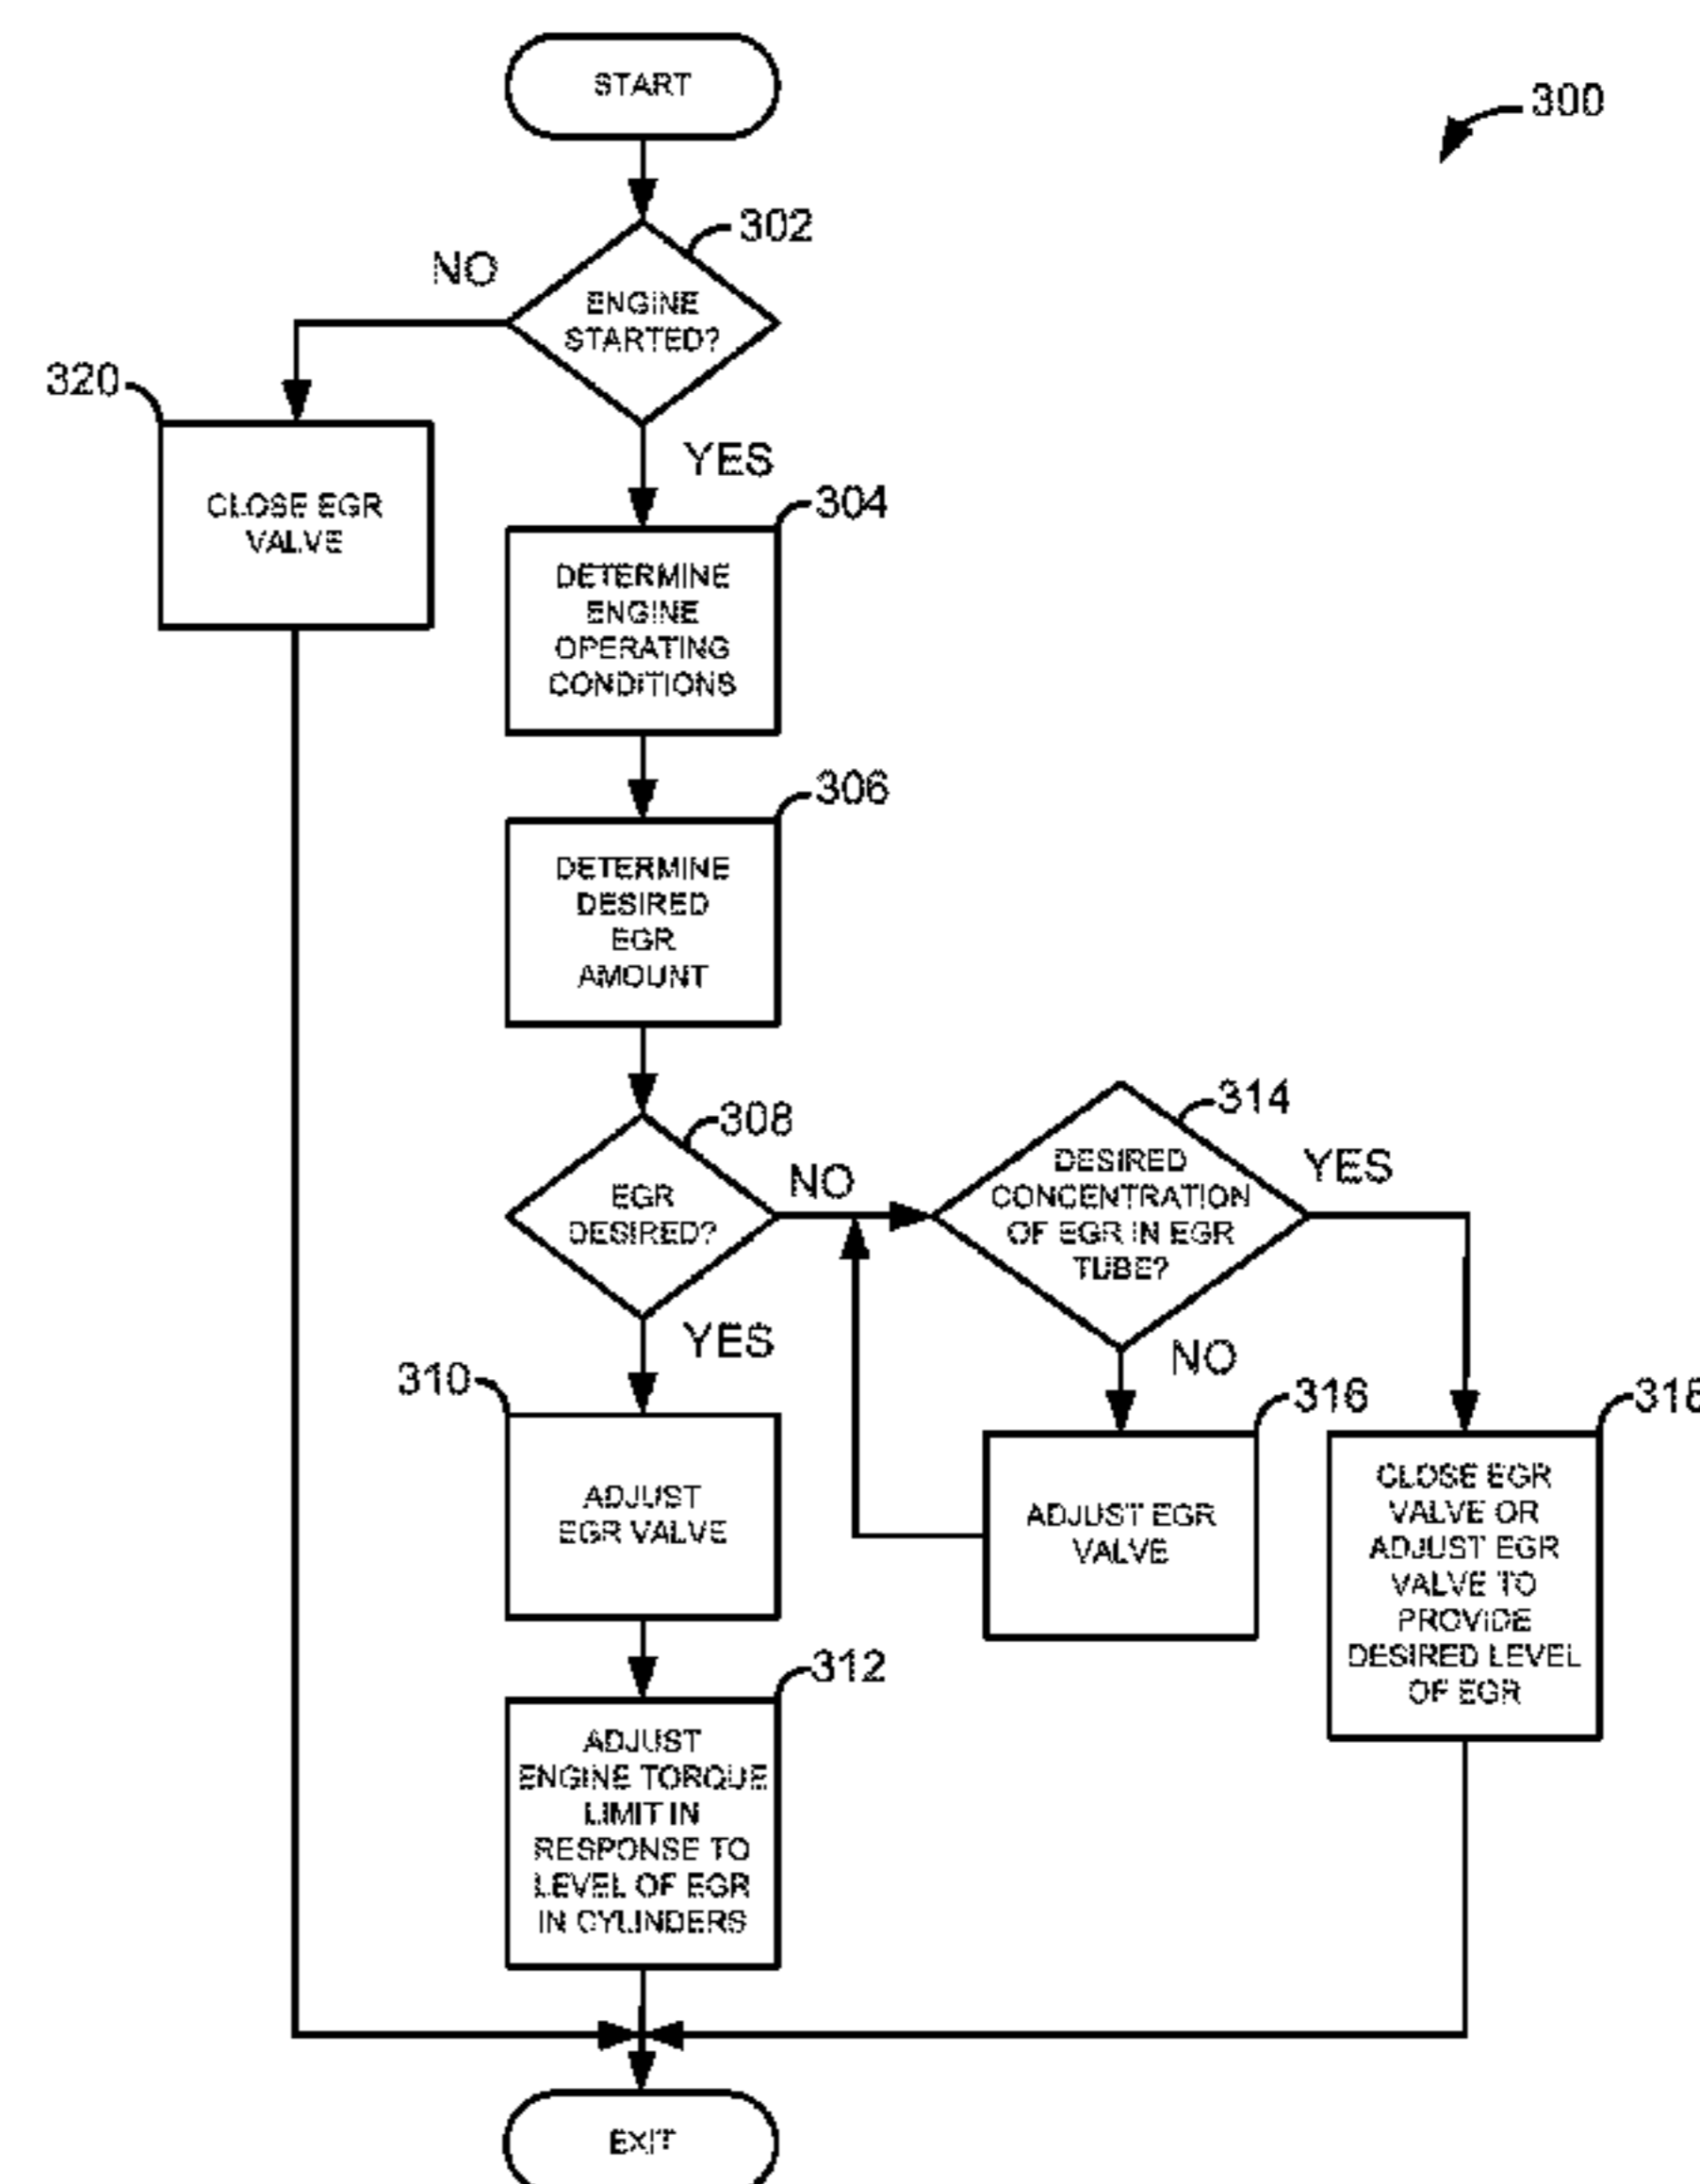 START
300
302
NO
ENGINE
STARTED?
320
YES
CLOSE EGR
VALVE
304
DETERMINE
ENGINE
OPERATING
CONDITIONS
306
DETERMINE
DESIRED
EGR
AMOUNT
308
NO
EGR
DESIRED?
314
YES
DESIRED
CONCENTRATION
OF EGR IN EGR
TUBE?
YES
NO
310
ADJUST
EGR VALVE
316
ADJUST EGR
VALVE
318
CLOSE EGR
VALVE OR
ADJUST EGR
VALVE TO
PROVIDE
DESIRED LEVEL
OF EGR
312
ADJUST
ENGINE TORQUE
LIMIT IN
RESPONSE TO
LEVEL OF EGR
IN CYLINDERS
EXIT